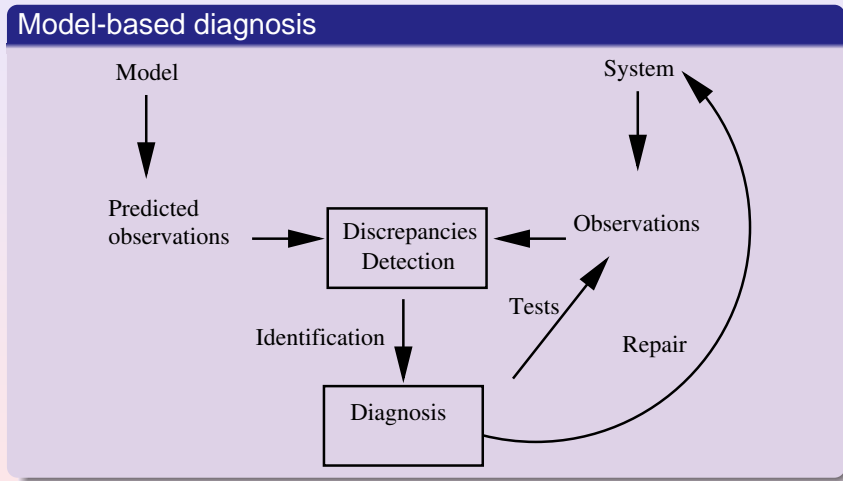 Model-based diagnosis
Model
System
Predicted
observations
Discrepancies
Detection
Observations
Tests
Identification
Repair
Diagnosis